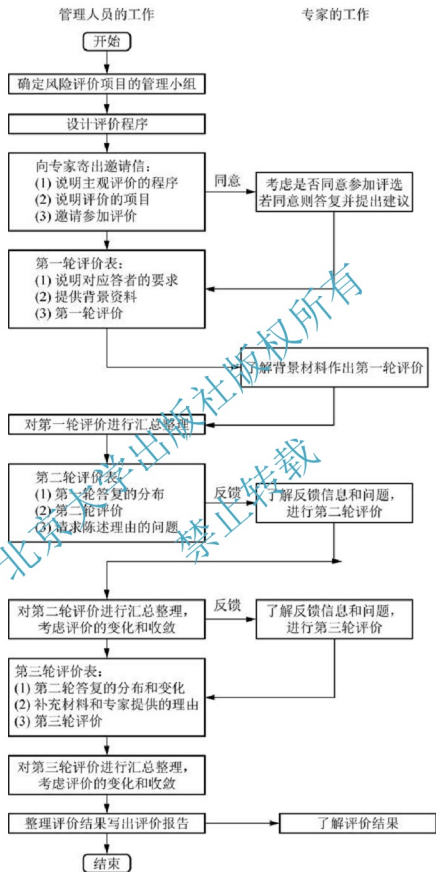 管理人员的工作
专家的工作
开始
确定风险评价项目的管理小组
设计评价程序
向专家寄出邀请信：
(1) 说明主观评价的程序
(2) 说明评价的项目
(3) 邀请参加评价
同意
考虑是否同意参加评选
若同意则答复并提出建议
第一轮评价表：
(1) 说明对应答者的要求
(2) 提供背景资料
(3) 第一轮评价
了解背景材料作出第一轮评价
对第一轮评价进行汇总整理
第二轮评价表：
(1) 第一轮答复的分布
(2) 第二轮评价
(3) 请求陈述理由的问题
反馈
了解反馈信息和问题，
进行第二轮评价
对第二轮评价进行汇总整理，
考虑评价的变化和收敛
反馈
了解反馈信息和问题，
进行第三轮评价
第三轮评价表：
(1) 第二轮答复的分布和变化
(2) 补充材料和专家提供的理由
(3) 第三轮评价
对第三轮评价进行汇总整理，
考虑评价的变化和收敛
整理评价结果写出评价报告
了解评价结果
结束
北京大学出版社版权所有
禁止转载